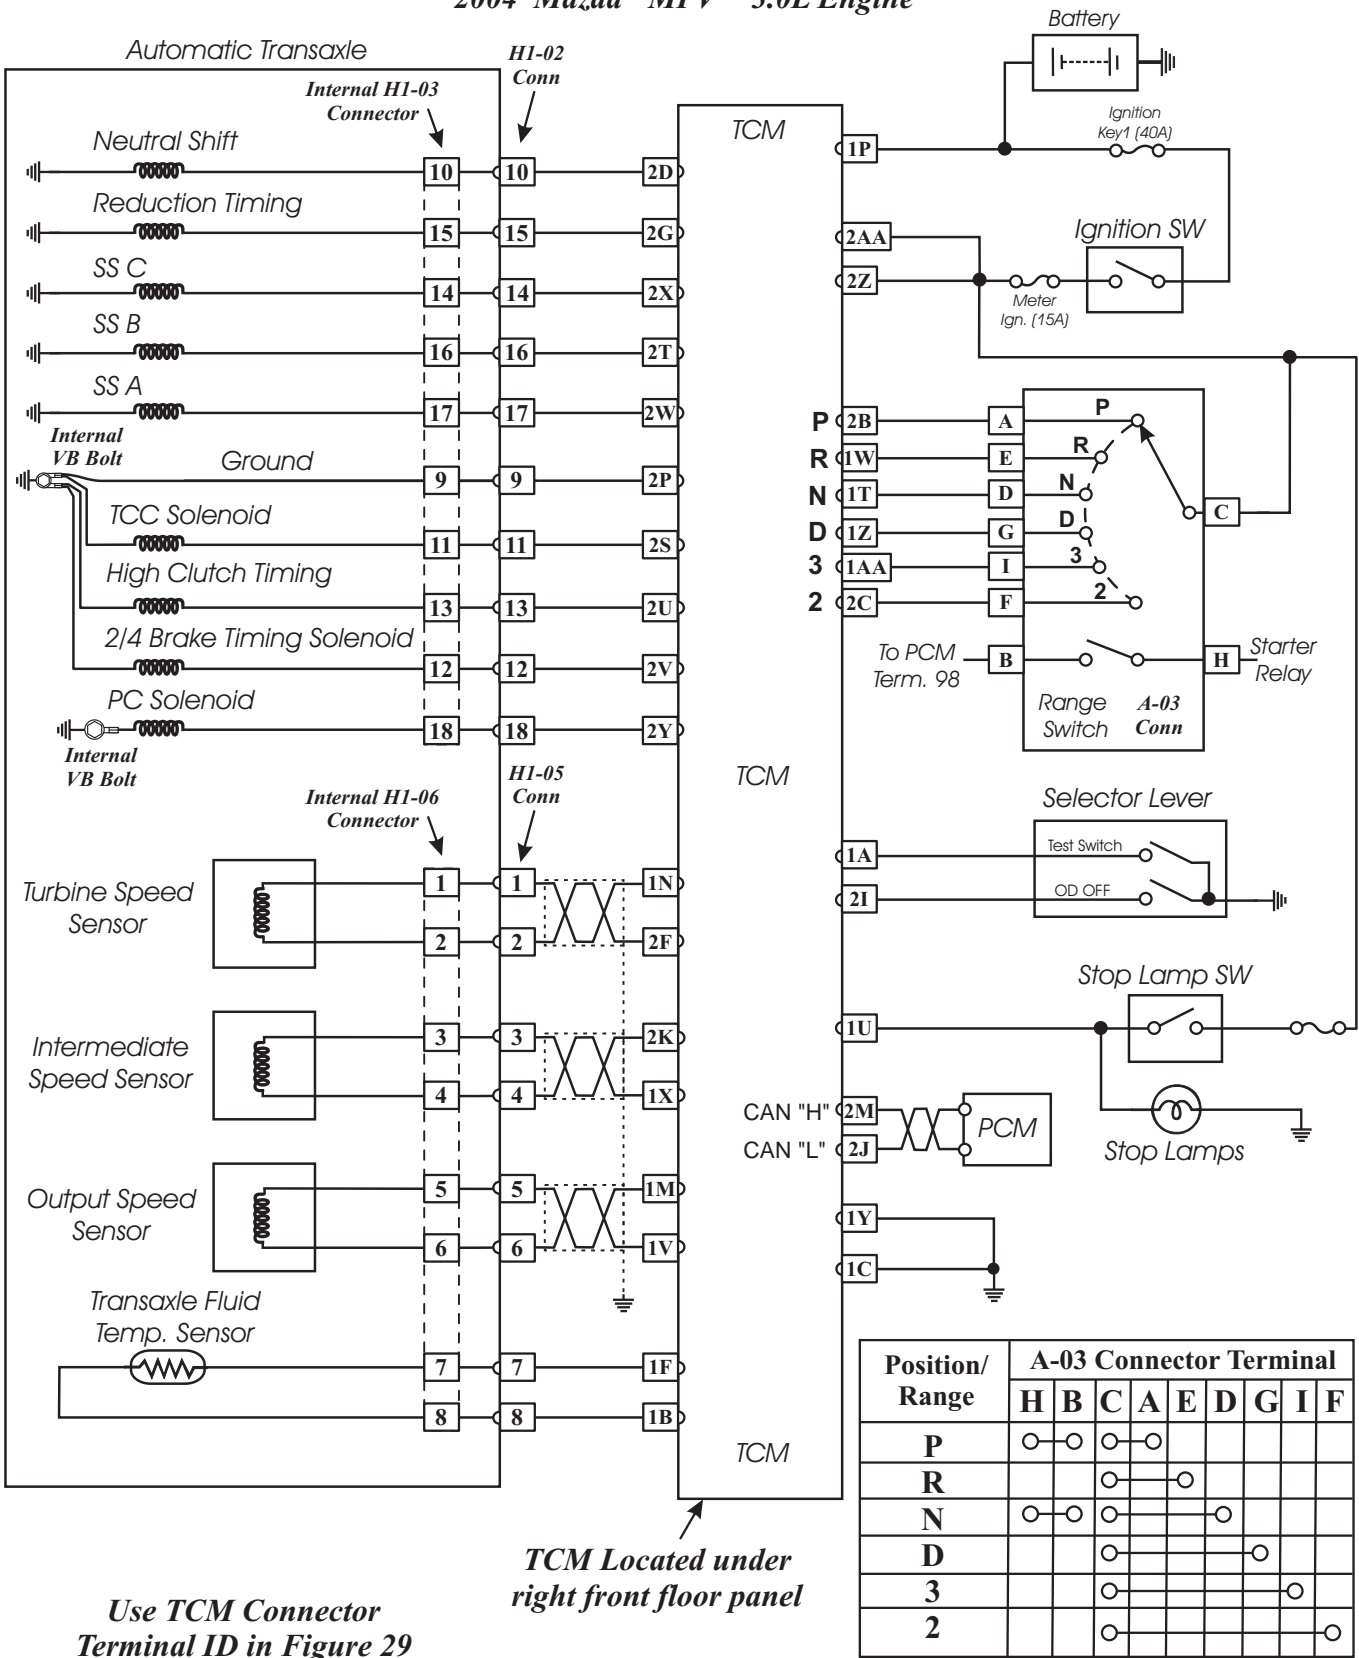 2004 Mazda MPV 3.0L Engine
Automatic Transaxle
H1-02
Conn
Internal H1-03
Connector
Neutral Shift
10 10 2D
Reduction Timing
15 15 2G
SS C
14 14 2X
SS B
16 16 2T
SS A
17 17 2W
Internal
VB Bolt
Ground
9 9 2P
TCC Solenoid
11 11 2S
High Clutch Timing
13 13 2U
2/4 Brake Timing Solenoid
12 12 2V
PC Solenoid
18 18 2Y
Internal
VB Bolt
H1-05
Conn
Internal H1-06
Connector
Turbine Speed
Sensor
1 1 1N
2 2 2F
Intermediate
Speed Sensor
3 3 2K
4 4 1X
Output Speed
Sensor
5 5 1M
6 6 1V
Transaxle Fluid
Temp. Sensor
7 7 1F
8 8 1B
TCM
TCM
TCM
Battery
1P
Ignition
Key1 (40A)
2AA
Ignition SW
2Z
Meter
Ign. (15A)
P 2B A P
R 1W E R
N 1T D N
D 1Z G D
3 1AA I 3
2 2C F 2
C
To PCM
Term. 98
B
H
Starter
Relay
Range
Switch
A-03
Conn
Selector Lever
1A Test Switch
2I OD OFF
Stop Lamp SW
1U
Stop Lamps
CAN "H" 2M
CAN "L" 2J
PCM
1Y
1C
Position/
Range
A-03 Connector Terminal
H B C A E D G I F
P
R
N
D
3
2
TCM Located under
right front floor panel
Use TCM Connector
Terminal ID in Figure 29